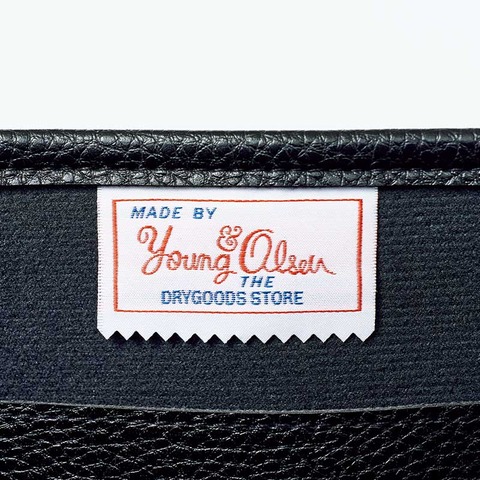 MADE BY
Young & Olsen
THE
DRYGOODS STORE